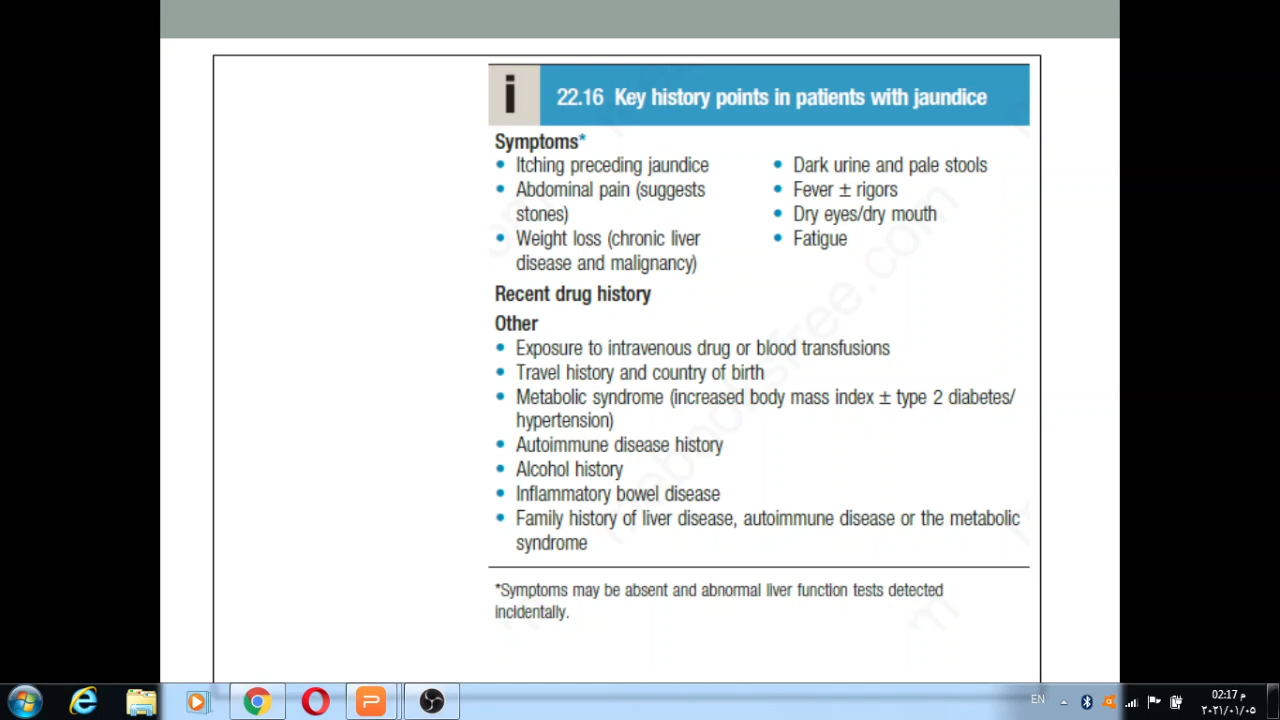 i
22.16 Key history points in patients with jaundice
Symptoms*
• Itching preceding jaundice
• Abdominal pain (suggests
stones)
• Weight loss (chronic liver
disease and malignancy)
• Dark urine and pale stools
• Fever ± rigors
• Dry eyes/dry mouth
• Fatigue
Recent drug history
Other
• Exposure to intravenous drug or blood transfusions
• Travel history and country of birth
• Metabolic syndrome (increased body mass index ± type 2 diabetes/
hypertension)
• Autoimmune disease history
• Alcohol history
• Inflammatory bowel disease
• Family history of liver disease, autoimmune disease or the metabolic
syndrome
*Symptoms may be absent and abnormal liver function tests detected
incidentally.
EN
02:17 م
٢٠٢١/٠١/٠٥